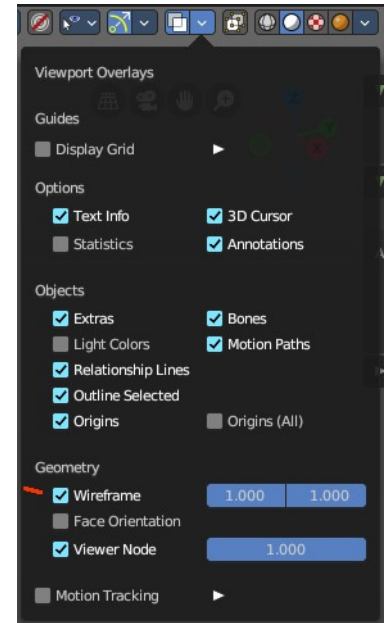 Viewport Overlays
Guides
Display Grid
Options
Text Info 3D Cursor
Statistics Annotations
Objects
Extras Bones
Light Colors Motion Paths
Relationship Lines
Outline Selected
Origins Origins (All)
Geometry
Wireframe 1.000 1.000
Face Orientation
Viewer Node 1.000
Motion Tracking